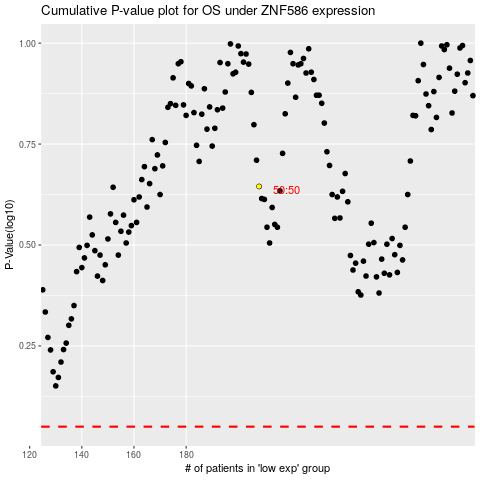 Cumulative P-value plot for OS under ZNF586 expression
P-Value(log10)
1.00
0.75
0.50
0.25
50:50
120 140 160 180
# of patients in 'low exp' group